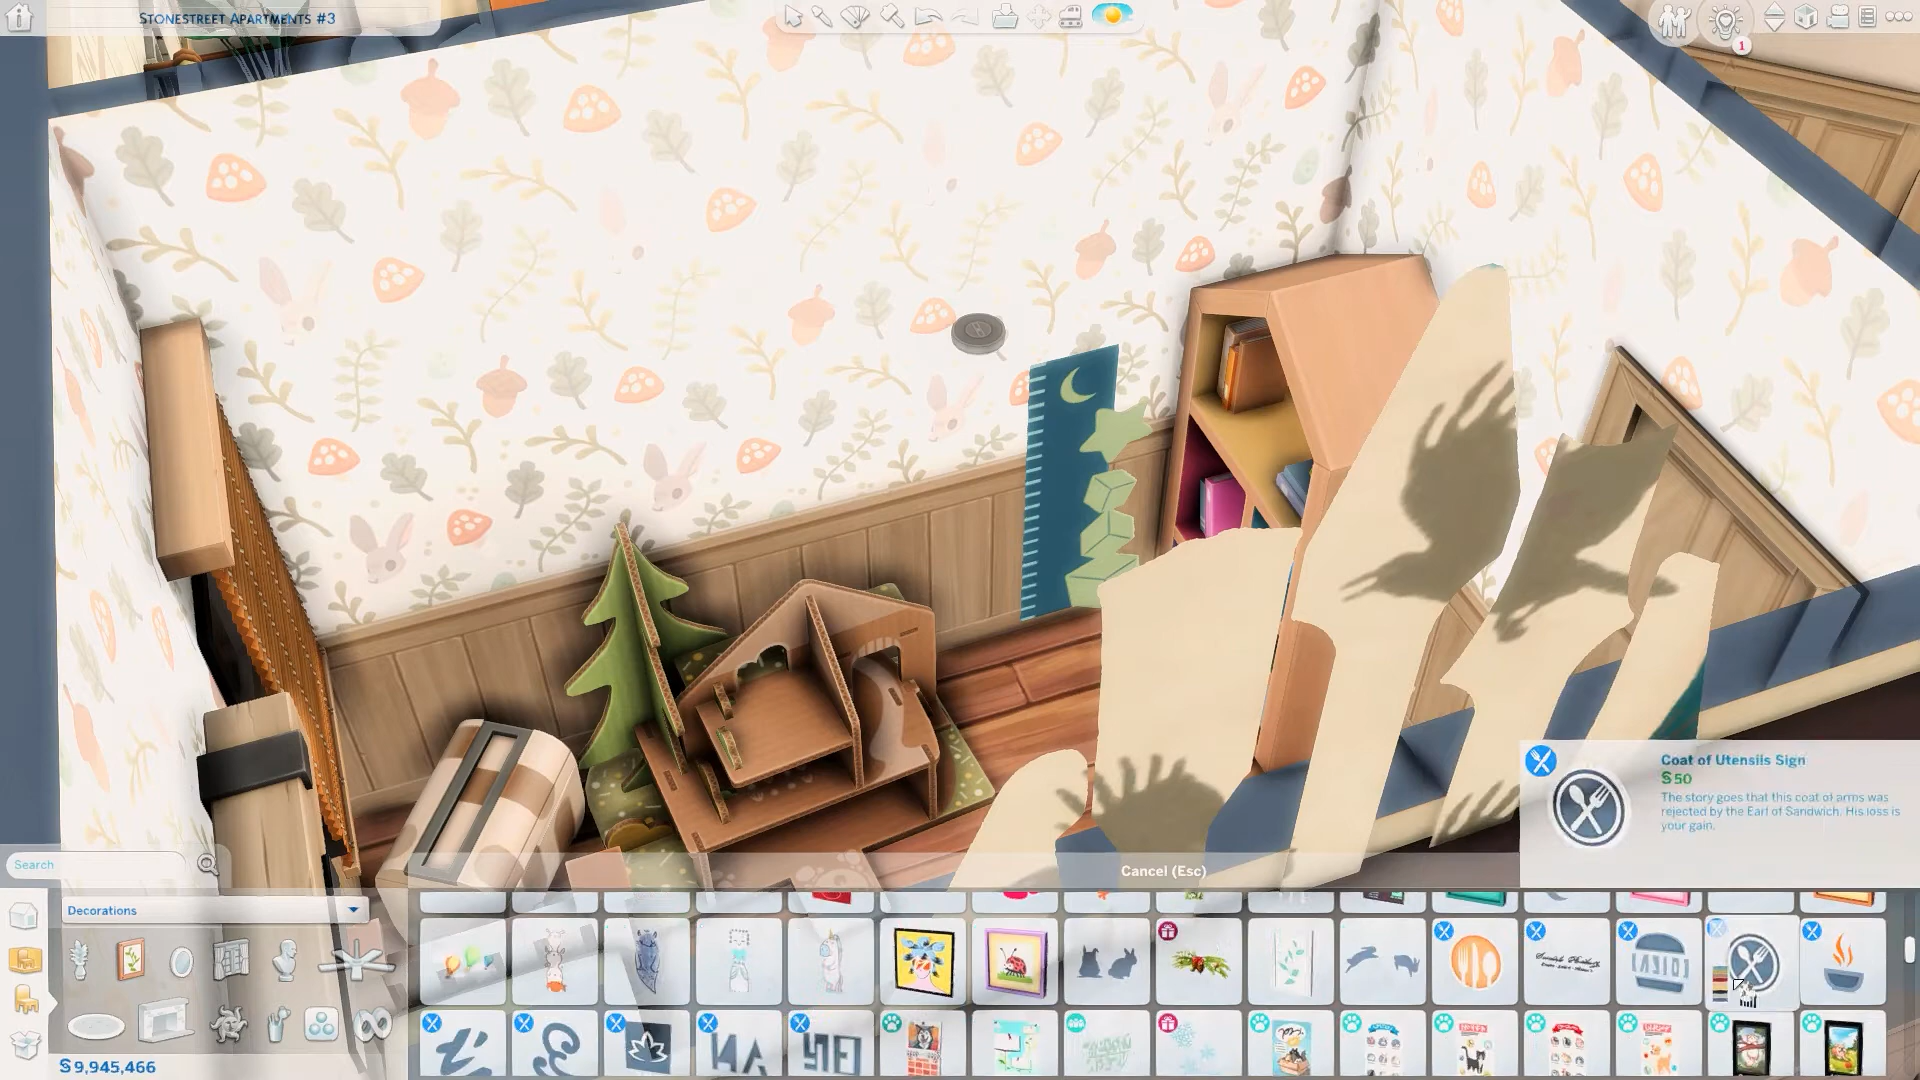 Stonestreet Apartments #3
1
Coat of Utensils Sign
§50
The story goes that this coat of arms was
rejected by the Earl of Sandwich. His loss is
your gain.
Search
Cancel (Esc)
Decorations
§9,945,466